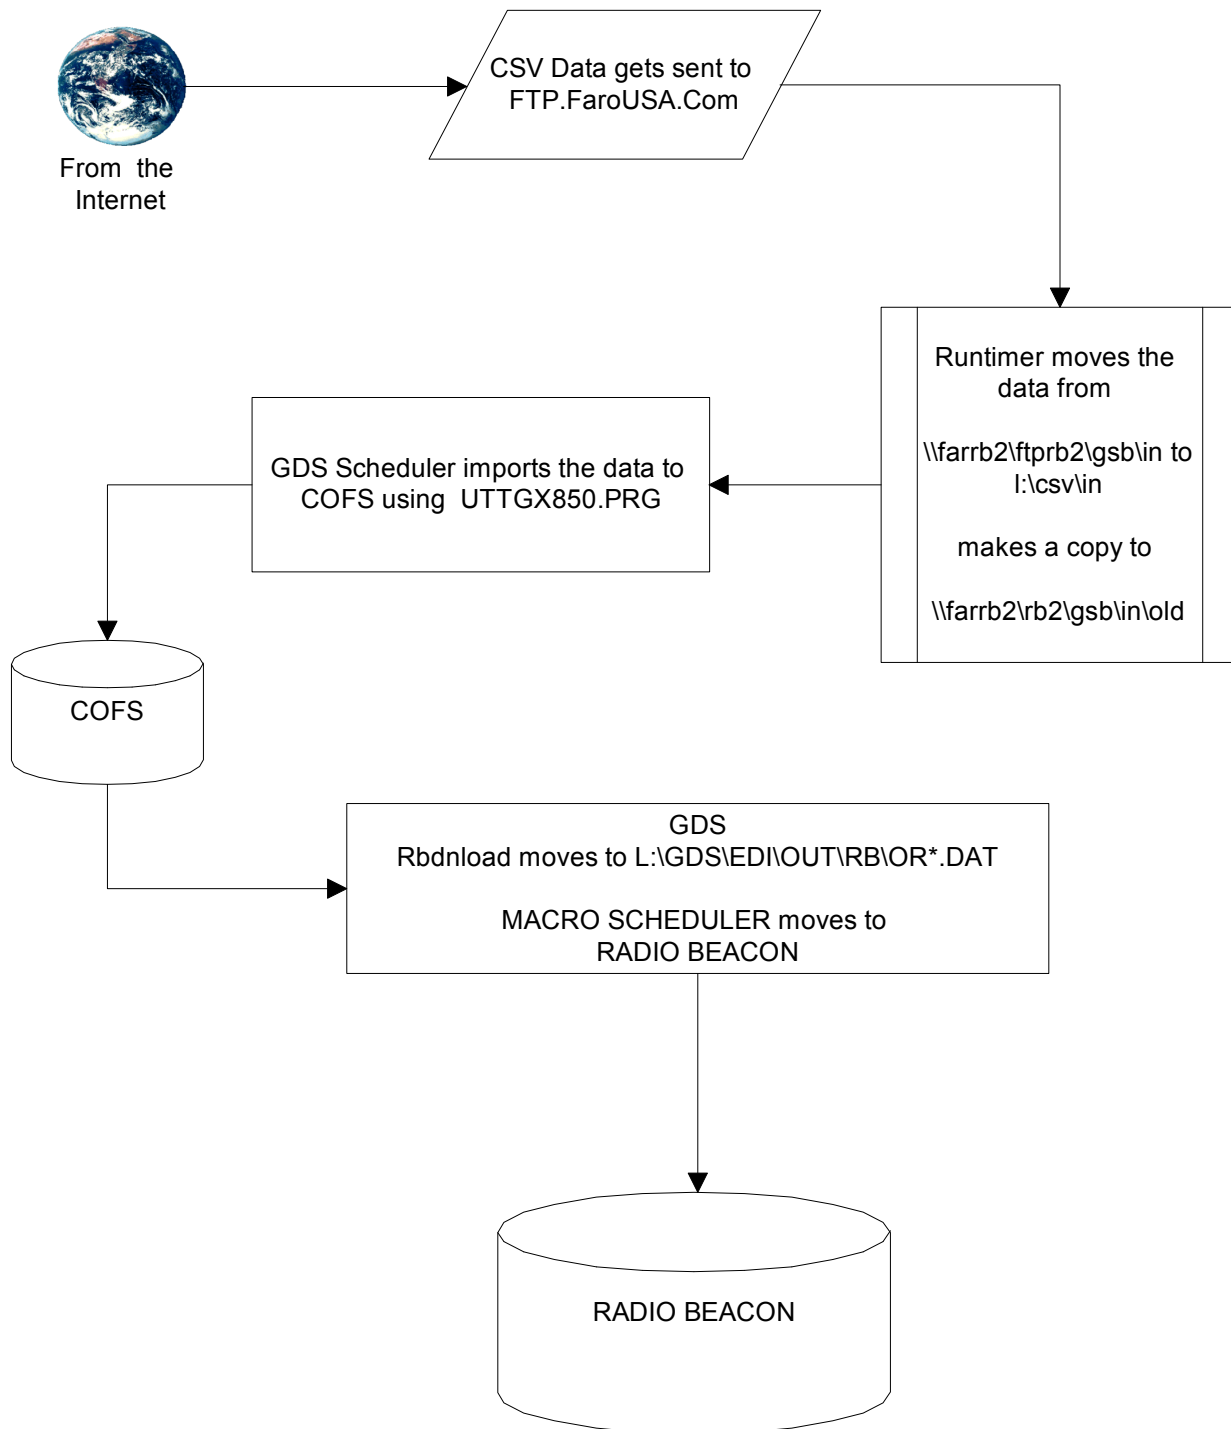 CSV Data gets sent to
FTP.FaroUSA.Com
From the
Internet
Runtimer moves the
data from
\\farrb2\ftprb2\gsb\in to
l:\csv\in
makes a copy to
\\farrb2\rb2\gsb\in\old
GDS Scheduler imports the data to
COFS using UTTGX850.PRG
COFS
GDS
Rbdnload moves to L:\GDS\EDI\OUT\RB\OR*.DAT
MACRO SCHEDULER moves to
RADIO BEACON
RADIO BEACON